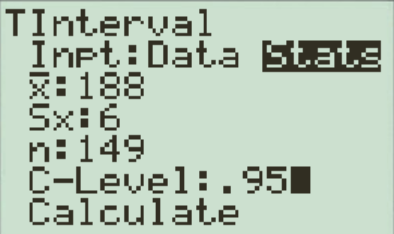 TInterval
Inpt:Data Stats
x̄:188
Sx:6
n:149
C-Level:.95
Calculate